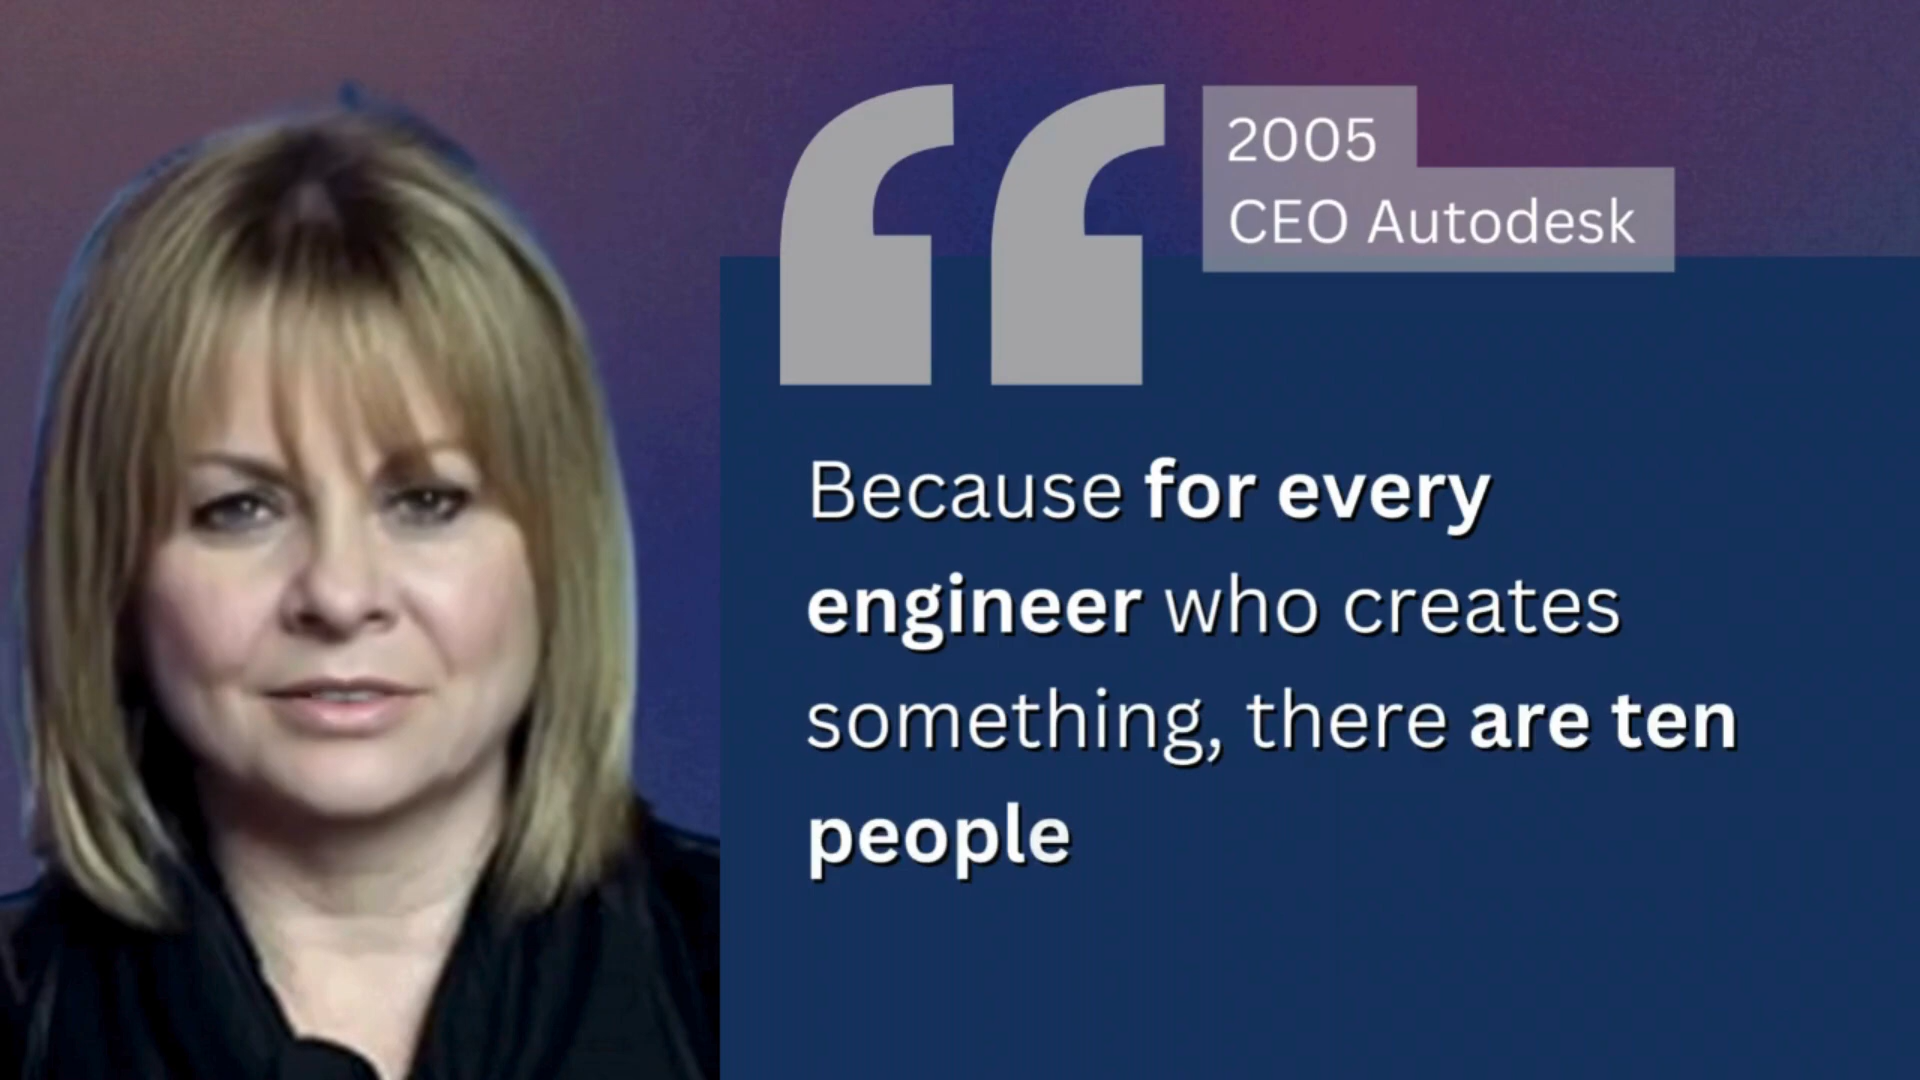 2005
CEO Autodesk
Because for every
engineer who creates
something, there are ten
people